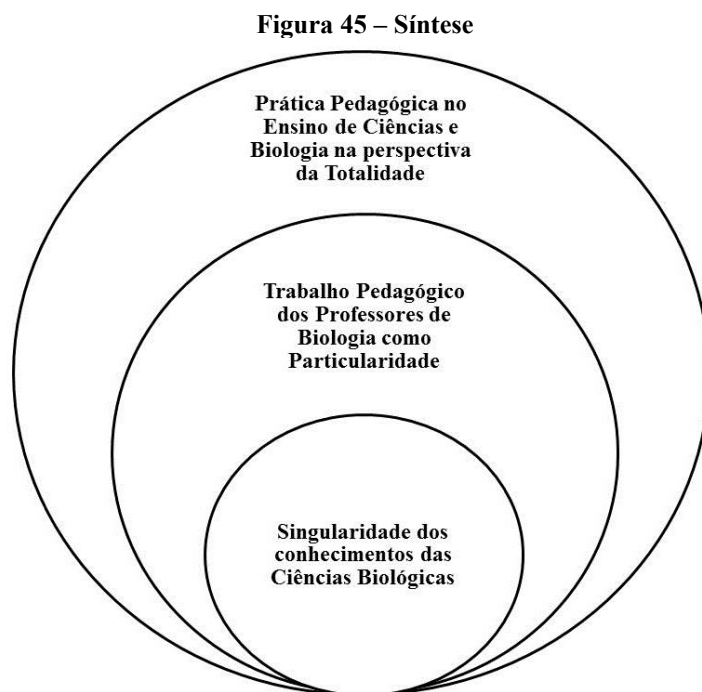 Figura 45 – Síntese
Prática Pedagógica no
Ensino de Ciências e
Biologia na perspectiva
da Totalidade
Trabalho Pedagógico
dos Professores de
Biologia como
Particularidade
Singularidade dos
conhecimentos das
Ciências Biológicas